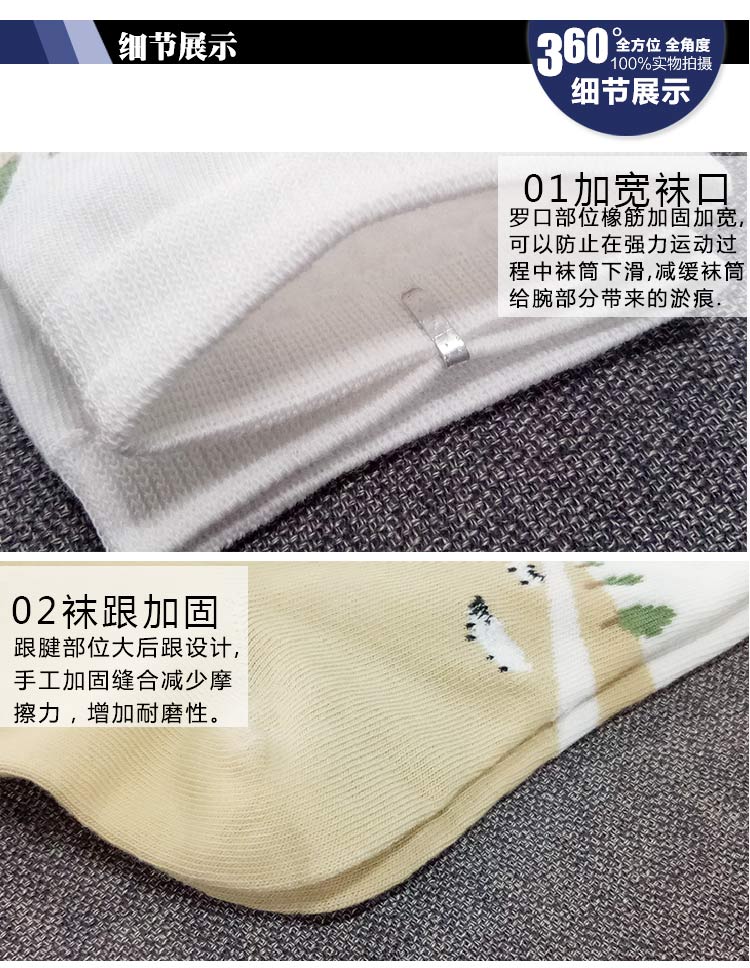 细节展示
360°全方位 全角度
100%实物拍摄
细节展示
01加宽袜口
罗口部位橡筋加固加宽,
可以防止在强力运动过
程中袜筒下滑,减缓袜筒
给腕部分带来的淤痕.
02袜跟加固
跟腱部位大后跟设计,
手工加固缝合减少摩
擦力，增加耐磨性。